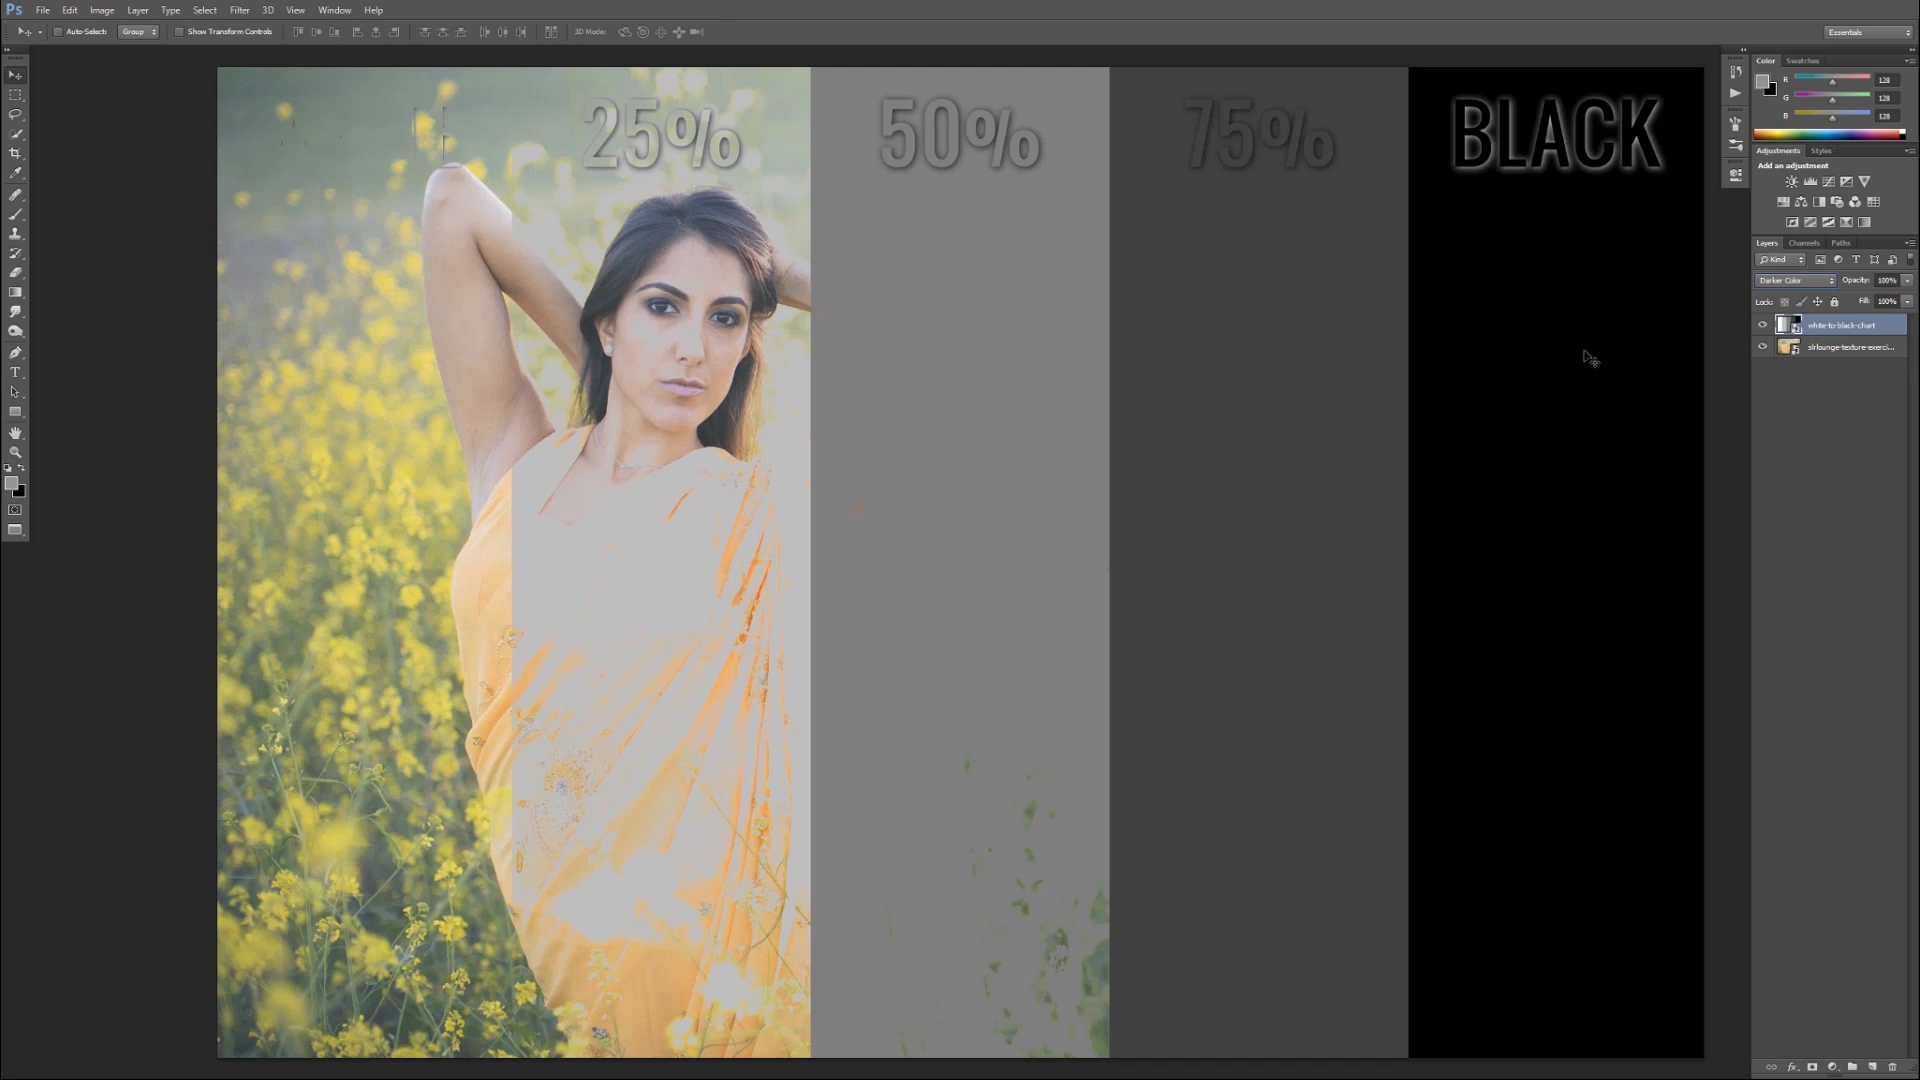 Ps File Edit Image Layer Type Select Filter 3D View Window Help
Auto-Select: Group Show Transform Controls 3D Mode: Essentials
Color Swatches
R 128
G 128
B 128
Adjustments Styles
Add an adjustment
Layers Channels Paths
Kind
Darker Color Opacity: 100%
Lock: Fill: 100%
white-to-black-chart
slrlounge-texture-exerci...
25% 50% 75% BLACK